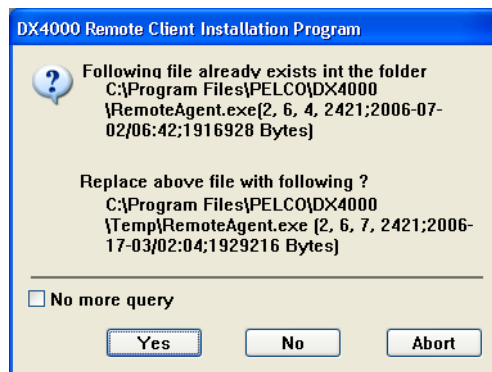 DX4000 Remote Client Installation Program
Following file already exists int the folder
C:\Program Files\PELCO\DX4000
\RemoteAgent.exe(2, 6, 4, 2421;2006-07-
02/06:42;1916928 Bytes)
Replace above file with following ?
C:\Program Files\PELCO\DX4000
\Temp\RemoteAgent.exe (2, 6, 7, 2421;2006-
17-03/02:04;1929216 Bytes)
No more query
Yes No Abort